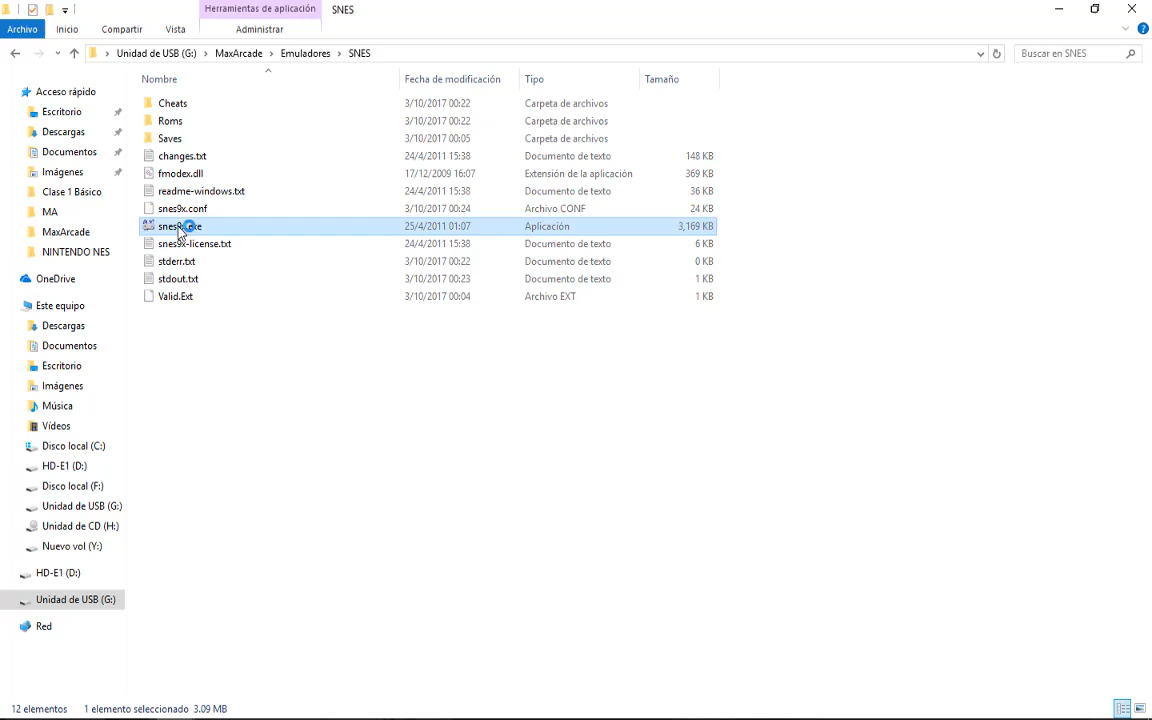 Herramientas de aplicación
SNES
Archivo
Inicio
Compartir
Vista
Administrar
Unidad de USB (G:) > MaxArcade > Emuladores > SNES
Buscar en SNES
Nombre
Fecha de modificación
Tipo
Tamaño
Cheats 3/10/2017 00:22 Carpeta de archivos
Roms 3/10/2017 00:22 Carpeta de archivos
Saves 3/10/2017 00:05 Carpeta de archivos
changes.txt 24/4/2011 15:38 Documento de texto 148 KB
fmodex.dll 17/12/2009 16:07 Extensión de la aplicación 369 KB
readme-windows.txt 24/4/2011 15:38 Documento de texto 36 KB
snes9x.conf 3/10/2017 00:24 Archivo CONF 24 KB
snes9x.exe 25/4/2011 01:07 Aplicación 3,169 KB
snes9x-license.txt 24/4/2011 15:38 Documento de texto 6 KB
stderr.txt 3/10/2017 00:22 Documento de texto 0 KB
stdout.txt 3/10/2017 00:23 Documento de texto 1 KB
Valid.Ext 3/10/2017 00:04 Archivo EXT 1 KB
Acceso rápido
Escritorio
Descargas
Documentos
Imágenes
Clase 1 Básico
MA
MaxArcade
NINTENDO NES
OneDrive
Este equipo
Descargas
Documentos
Escritorio
Imágenes
Música
Vídeos
Disco local (C:)
HD-E1 (D:)
Disco local (F:)
Unidad de USB (G:)
Unidad de CD (H:)
Nuevo vol (Y:)
HD-E1 (D:)
Unidad de USB (G:)
Red
12 elementos
1 elemento seleccionado 3.09 MB